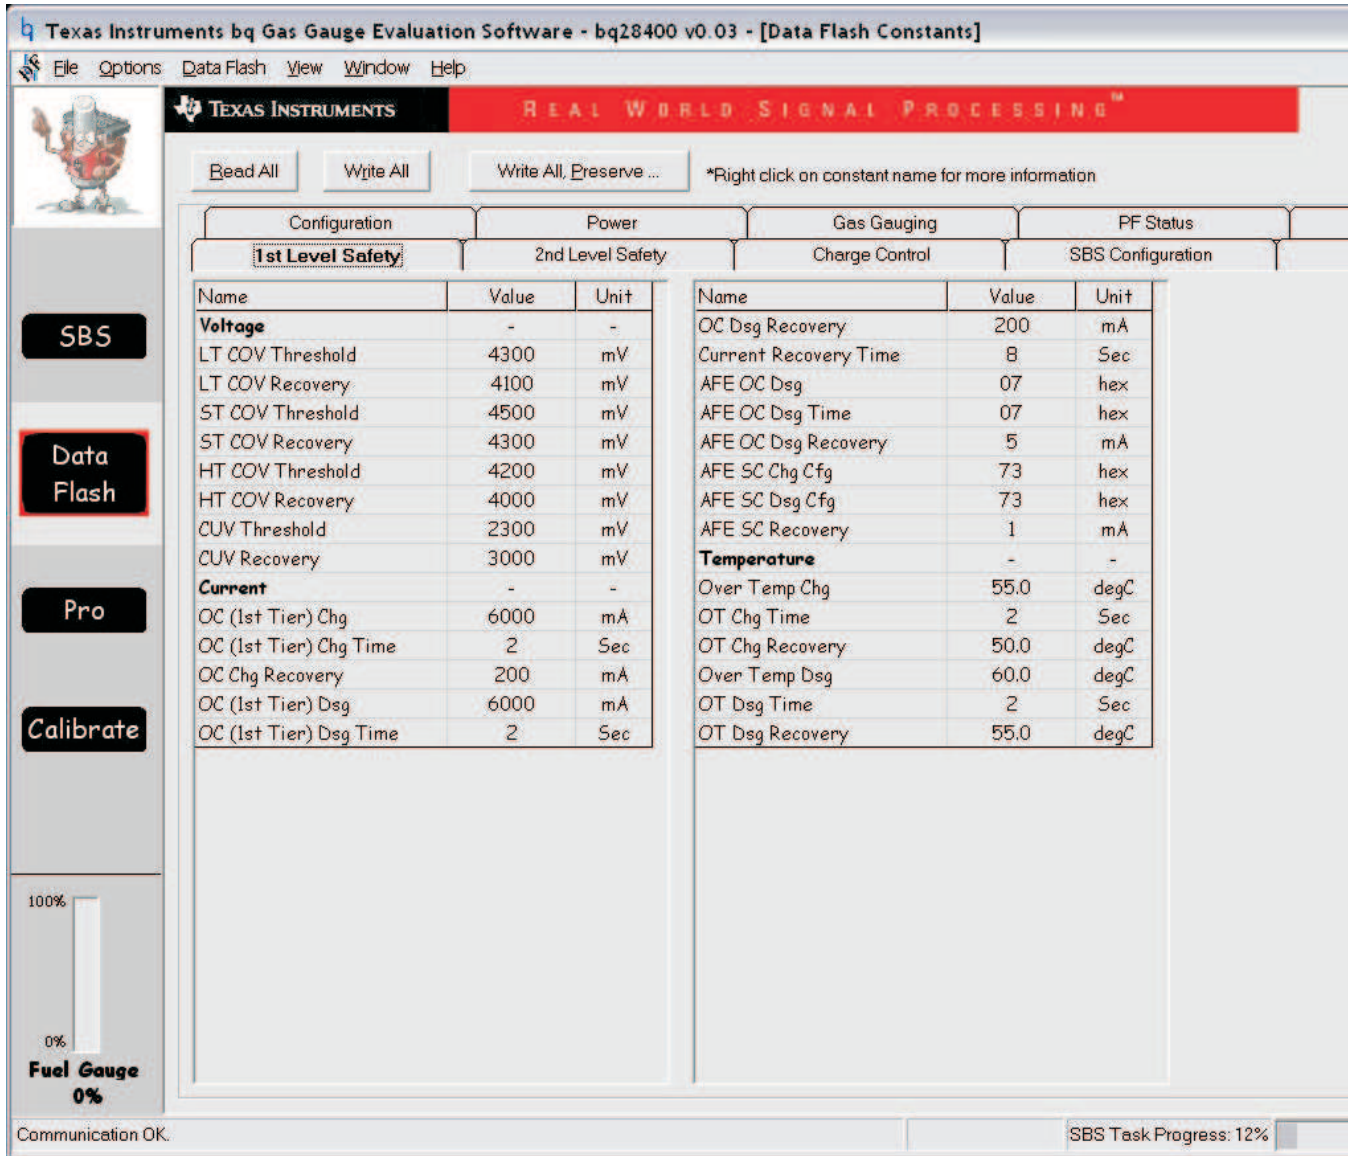 Texas Instruments bq Gas Gauge Evaluation Software - bq28400 v0.03 - [Data Flash Constants]
File Options Data Flash View Window Help
TEXAS INSTRUMENTS REAL WORLD SIGNAL PROCESSING™
Read All Write All Write All, Preserve ... *Right click on constant name for more information
Configuration Power Gas Gauging PF Status
1st Level Safety 2nd Level Safety Charge Control SBS Configuration
SBS
Data
Flash
Pro
Calibrate
100%
0%
Fuel Gauge
0%
Name Value Unit
Voltage - -
LT COV Threshold 4300 mV
LT COV Recovery 4100 mV
ST COV Threshold 4500 mV
ST COV Recovery 4300 mV
HT COV Threshold 4200 mV
HT COV Recovery 4000 mV
CUV Threshold 2300 mV
CUV Recovery 3000 mV
Current - -
OC (1st Tier) Chg 6000 mA
OC (1st Tier) Chg Time 2 Sec
OC Chg Recovery 200 mA
OC (1st Tier) Dsg 6000 mA
OC (1st Tier) Dsg Time 2 Sec
Name Value Unit
OC Dsg Recovery 200 mA
Current Recovery Time 8 Sec
AFE OC Dsg 07 hex
AFE OC Dsg Time 07 hex
AFE OC Dsg Recovery 5 mA
AFE SC Chg Cfg 73 hex
AFE SC Dsg Cfg 73 hex
AFE SC Recovery 1 mA
Temperature - -
Over Temp Chg 55.0 degC
OT Chg Time 2 Sec
OT Chg Recovery 50.0 degC
Over Temp Dsg 60.0 degC
OT Dsg Time 2 Sec
OT Dsg Recovery 55.0 degC
Communication OK. SBS Task Progress: 12%